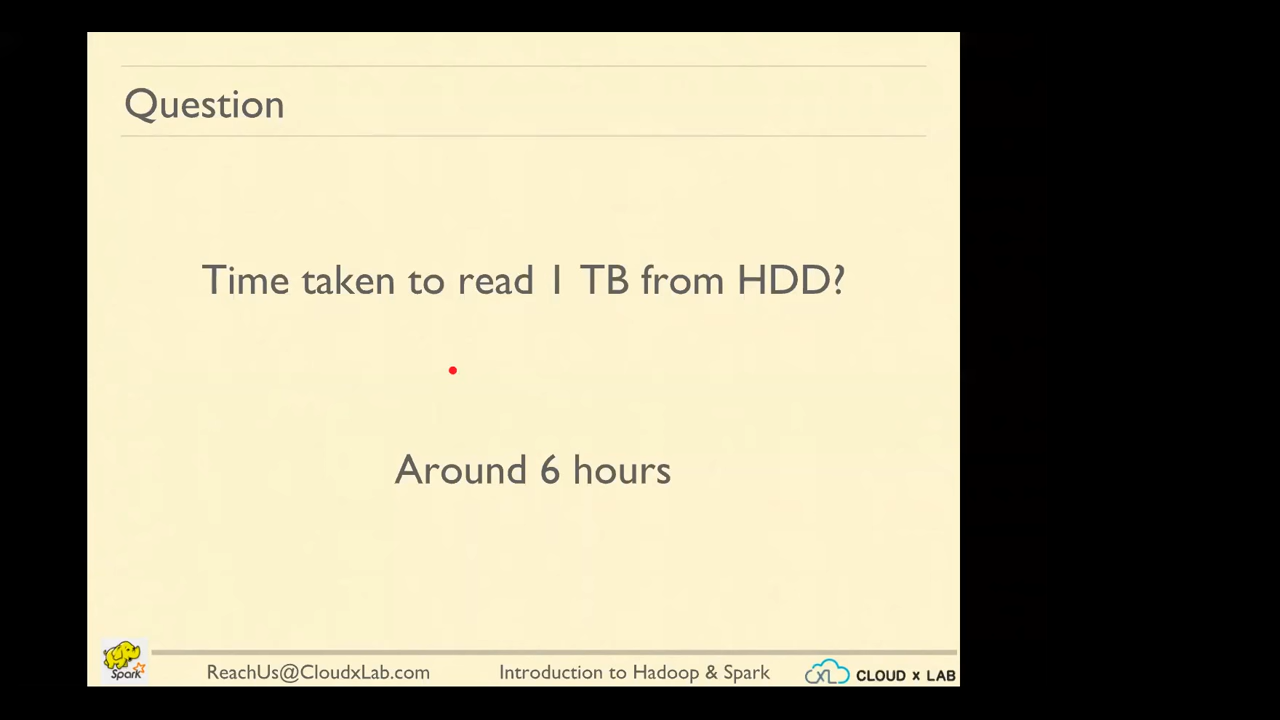 Question
Time taken to read 1 TB from HDD?
Around 6 hours
Spark
ReachUs@CloudxLab.com
Introduction to Hadoop & Spark
XL
CLOUD x LAB